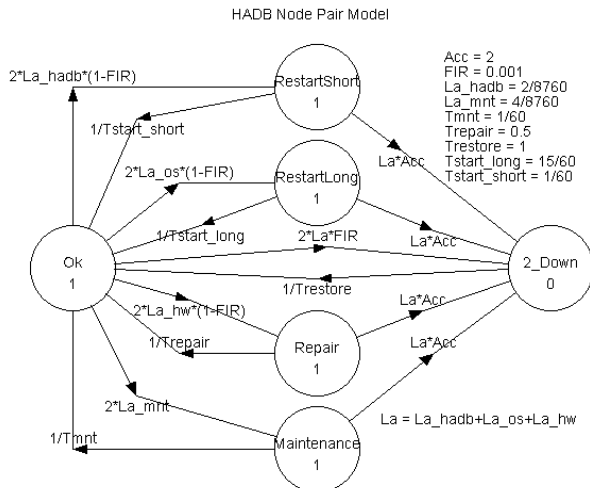 HADB Node Pair Model
Acc = 2
FIR = 0.001
La_hadb = 2/8760
La_mnt = 4/8760
Tmnt = 1/60
Trepair = 0.5
Trestore = 1
Tstart_long = 15/60
Tstart_short = 1/60
2*La_hadb*(1-FIR)
RestartShort
1
1/Tstart_short
La*Acc
2*La_os*(1-FIR)
RestartLong
1
1/Tstart_long
La*Acc
2*La*FIR
Ok
1
2_Down
0
1/Trestore
2*La_hw*(1-FIR)
La*Acc
1/Trepair
Repair
1
La*Acc
2*La_mnt
La = La_hadb+La_os+La_hw
1/Tmnt
Maintenance
1